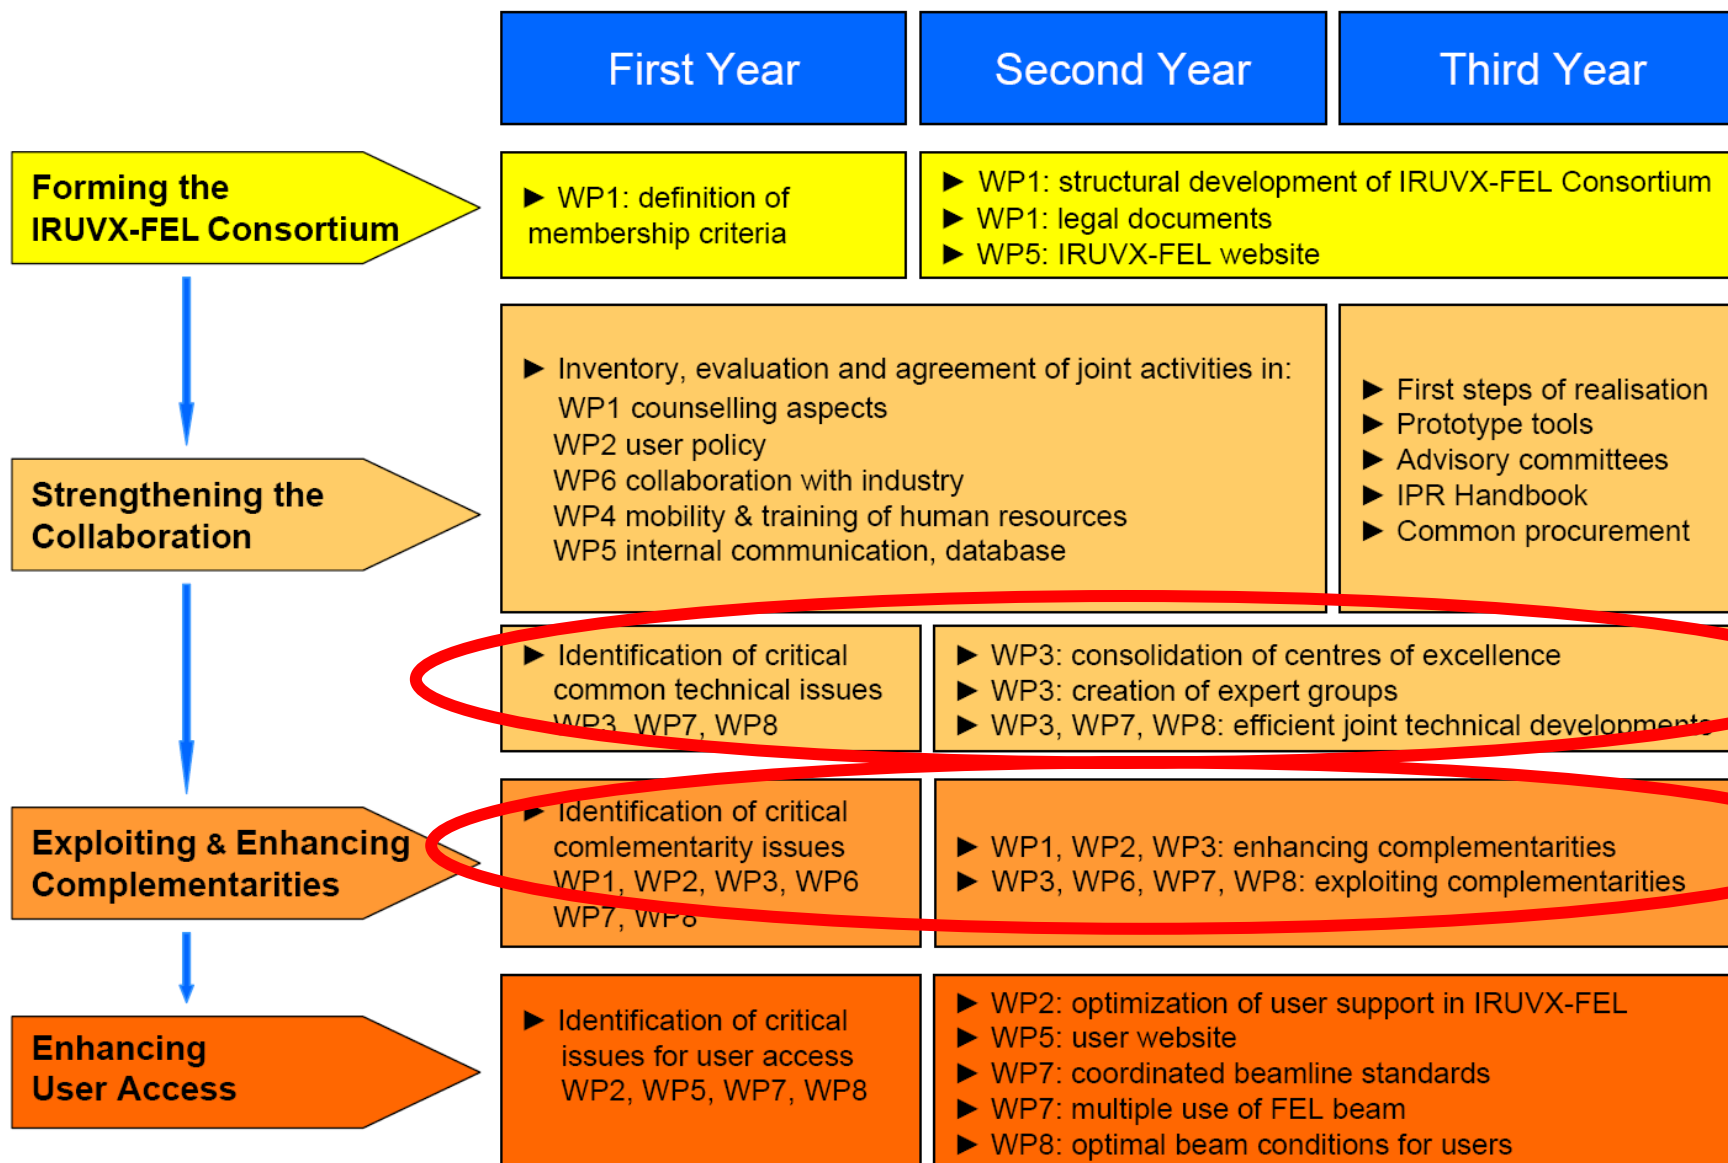 First Year
Second Year
Third Year
Forming the
IRUVX-FEL Consortium
► WP1: definition of
membership criteria
► WP1: structural development of IRUVX-FEL Consortium
► WP1: legal documents
► WP5: IRUVX-FEL website
Strengthening the
Collaboration
► Inventory, evaluation and agreement of joint activities in:
WP1 counselling aspects
WP2 user policy
WP6 collaboration with industry
WP4 mobility & training of human resources
WP5 internal communication, database
► First steps of realisation
► Prototype tools
► Advisory committees
► IPR Handbook
► Common procurement
► Identification of critical
common technical issues
WP3, WP7, WP8
► WP3: consolidation of centres of excellence
► WP3: creation of expert groups
► WP3, WP7, WP8: efficient joint technical developments
Exploiting & Enhancing
Complementarities
► Identification of critical
comlementarity issues
WP1, WP2, WP3, WP6
WP7, WP8
► WP1, WP2, WP3: enhancing complementarities
► WP3, WP6, WP7, WP8: exploiting complementarities
Enhancing
User Access
► Identification of critical
issues for user access
WP2, WP5, WP7, WP8
► WP2: optimization of user support in IRUVX-FEL
► WP5: user website
► WP7: coordinated beamline standards
► WP7: multiple use of FEL beam
► WP8: optimal beam conditions for users